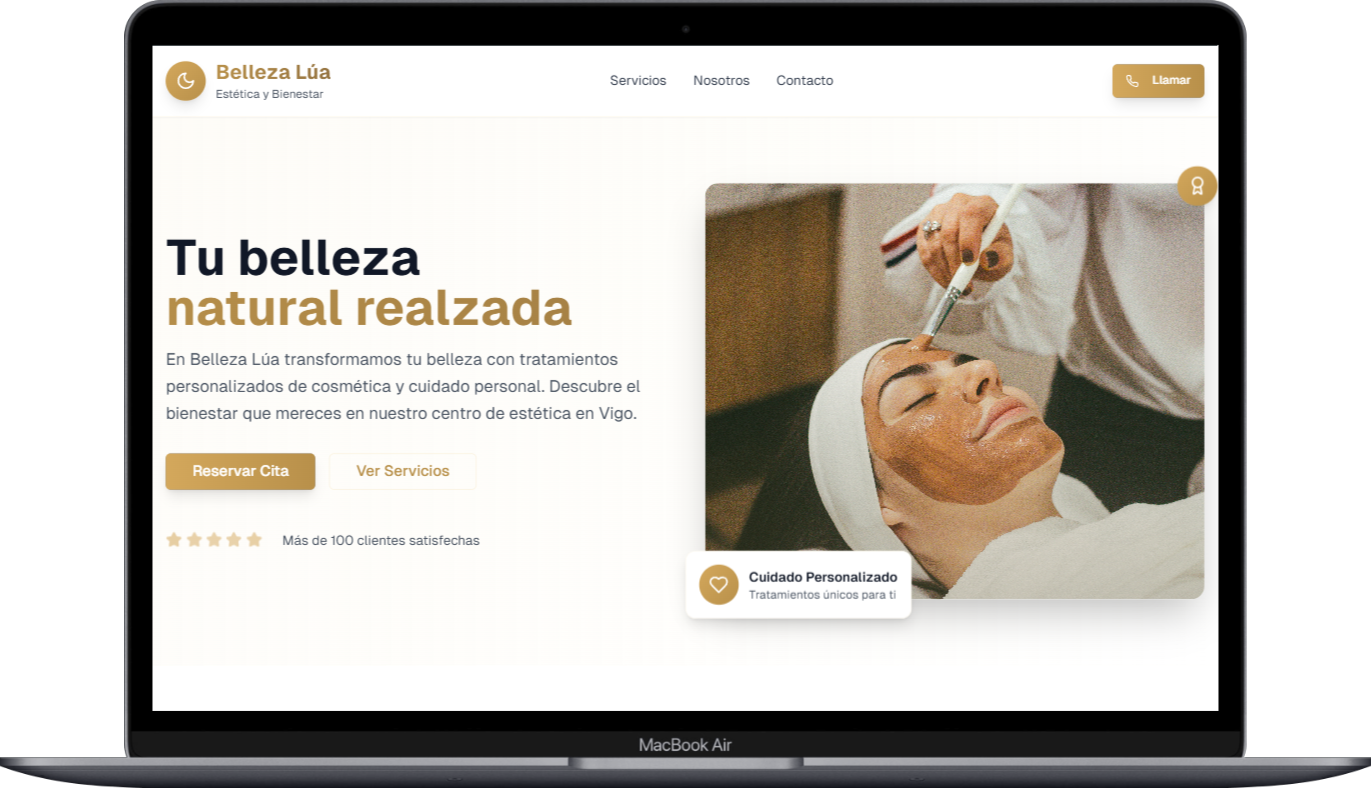 Belleza Lúa
Estética y Bienestar
Servicios
Nosotros
Contacto
Llamar
Tu belleza
natural realzada
En Belleza Lúa transformamos tu belleza con tratamientos
personalizados de cosmética y cuidado personal. Descubre el
bienestar que mereces en nuestro centro de estética en Vigo.
Reservar Cita
Ver Servicios
Más de 100 clientes satisfechas
Cuidado Personalizado
Tratamientos únicos para ti
MacBook Air